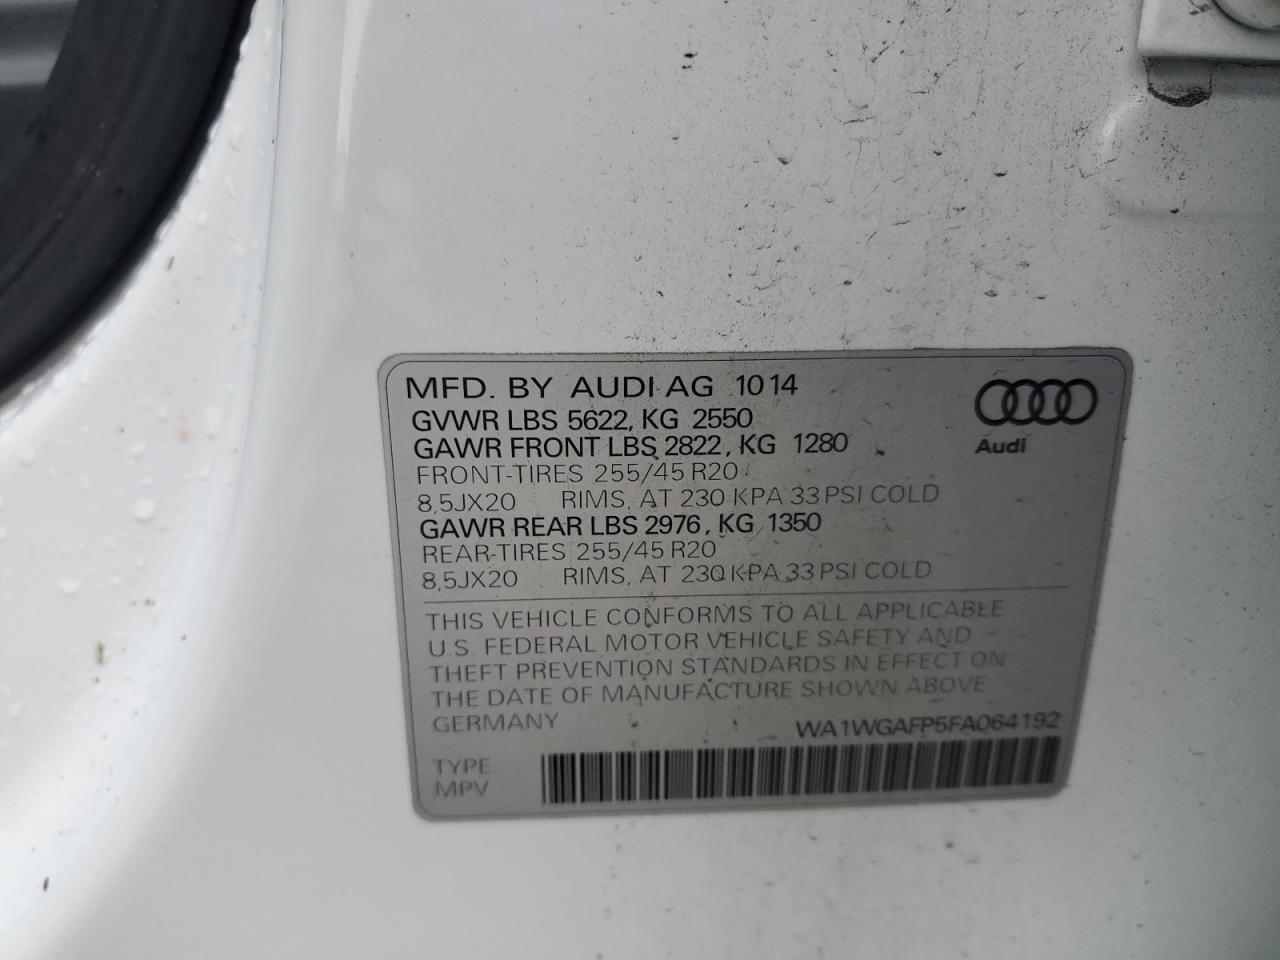 MFD. BY AUDI AG 1014
GVWR LBS 5622, KG 2550
GAWR FRONT LBS 2822, KG 1280
FRONT-TIRES 255/45 R20
8,5JX20 RIMS, AT 230 KPA 33 PSI COLD
GAWR REAR LBS 2976, KG 1350
REAR-TIRES 255/45 R20
8,5JX20 RIMS, AT 230 KPA 33 PSI COLD
Audi
THIS VEHICLE CONFORMS TO ALL APPLICABLE
U.S. FEDERAL MOTOR VEHICLE SAFETY AND
THEFT PREVENTION STANDARDS IN EFFECT ON
THE DATE OF MANUFACTURE SHOWN ABOVE
GERMANY WA1WGAFP5FA064192
TYPE
MPV